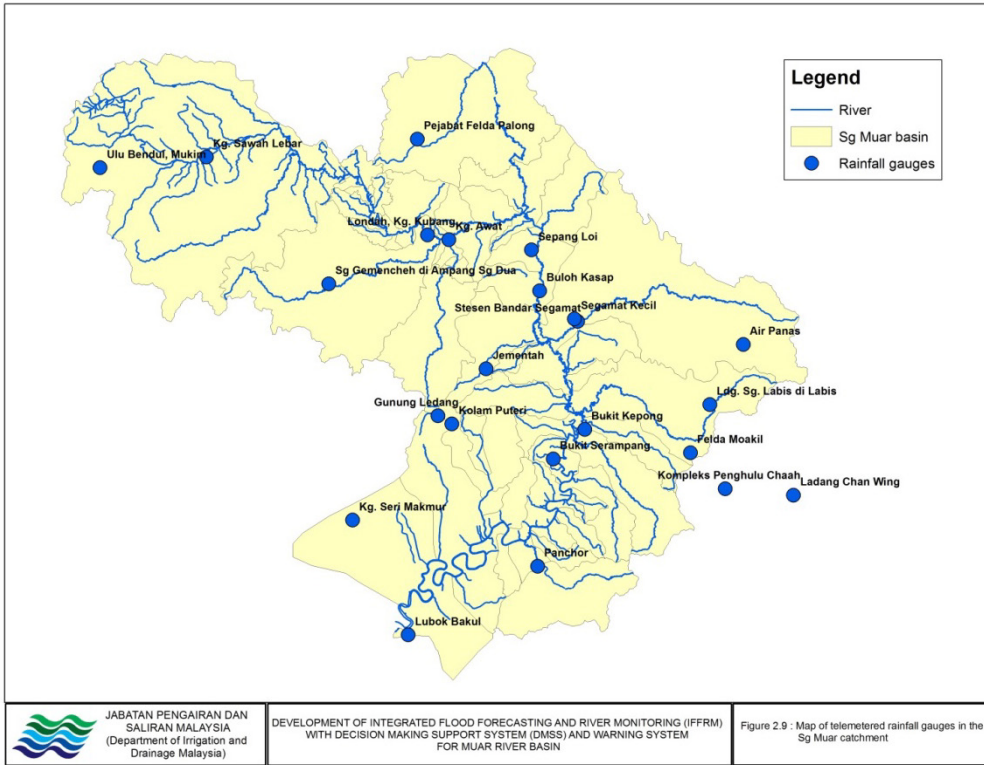 Legend
River
Sg Muar basin
Rainfall gauges
Pejabat Felda Palong
Kg. Sawah Lebar
Ulu Bendul, Mukim
Londah, Kg. Kubang
Kg. Awat
Sepang Loi
Sg Gemencheh di Ampang Sg Dua
Buloh Kasap
Stesen Bandar Segamat
Segamat Kecil
Air Panas
Jementah
Ldg. Sg. Labis di Labis
Gunung Ledang
Kolam Puteri
Bukit Kepong
Bukit Serampang
Felda Moakil
Kompleks Penghulu Chaah
Ladang Chan Wing
Kg. Seri Makmur
Panchor
Lubok Bakul
JABATAN PENGAIRAN DAN
SALIRAN MALAYSIA
(Department of Irrigation and
Drainage Malaysia)
DEVELOPMENT OF INTEGRATED FLOOD FORECASTING AND RIVER MONITORING (IFFRM)
WITH DECISION MAKING SUPPORT SYSTEM (DMSS) AND WARNING SYSTEM
FOR MUAR RIVER BASIN
Figure 2.9 : Map of telemetered rainfall gauges in the
Sg Muar catchment